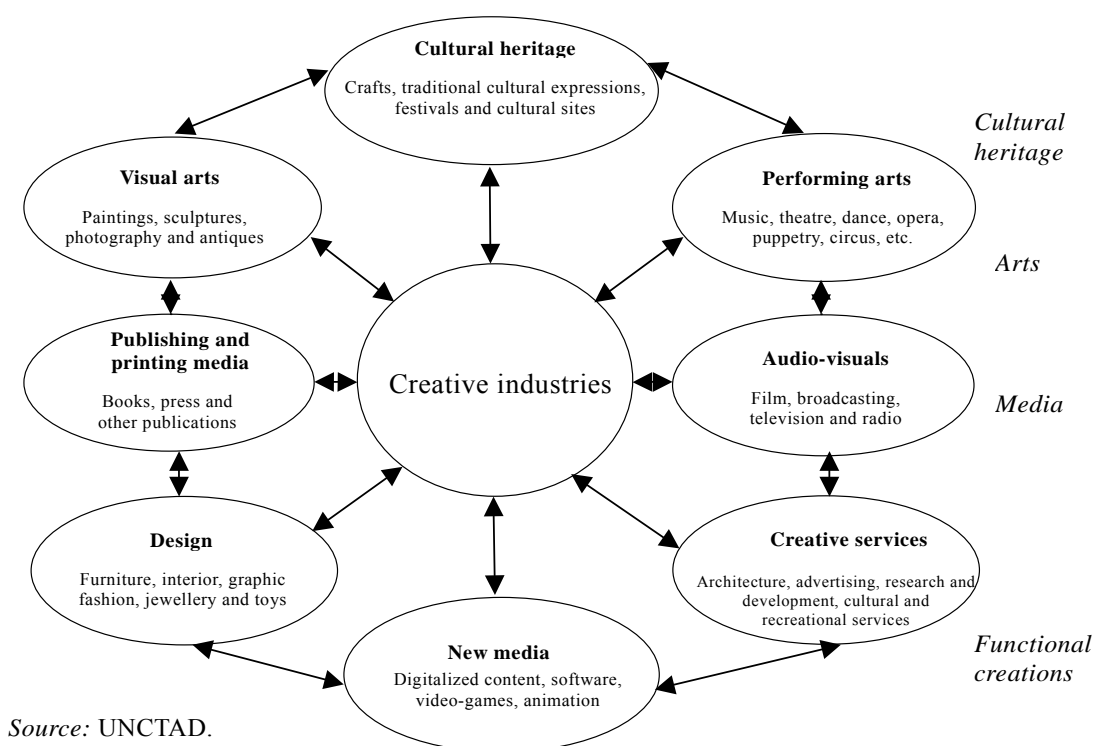 Cultural heritage
Crafts, traditional cultural expressions,
festivals and cultural sites
Cultural
heritage
Visual arts
Paintings, sculptures,
photography and antiques
Performing arts
Music, theatre, dance, opera,
puppetry, circus, etc.
Arts
Publishing and
printing media
Books, press and
other publications
Creative industries
Audio-visuals
Film, broadcasting,
television and radio
Media
Design
Furniture, interior, graphic
fashion, jewellery and toys
Creative services
Architecture, advertising, research and
development, cultural and
recreational services
New media
Digitalized content, software,
video-games, animation
Functional
creations
Source: UNCTAD.